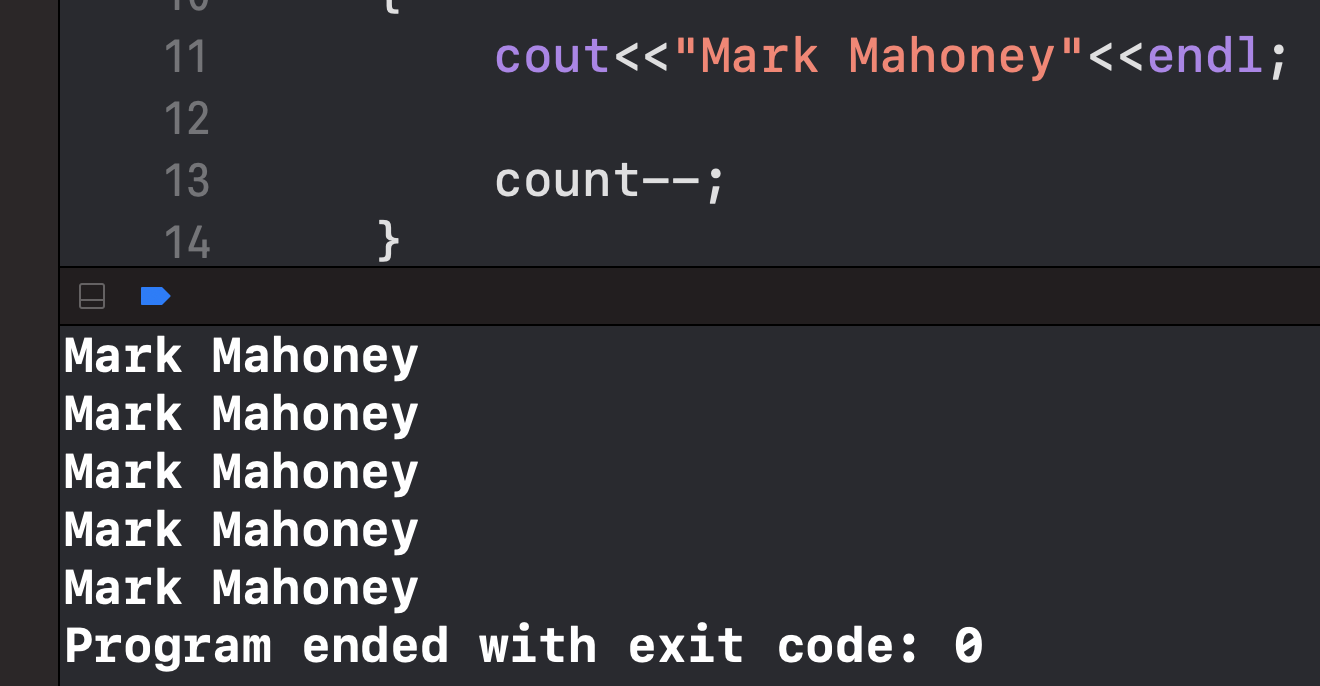 10 {
11 cout<<"Mark Mahoney"<<endl;
12
13 count--;
14 }
Mark Mahoney
Mark Mahoney
Mark Mahoney
Mark Mahoney
Mark Mahoney
Program ended with exit code: 0